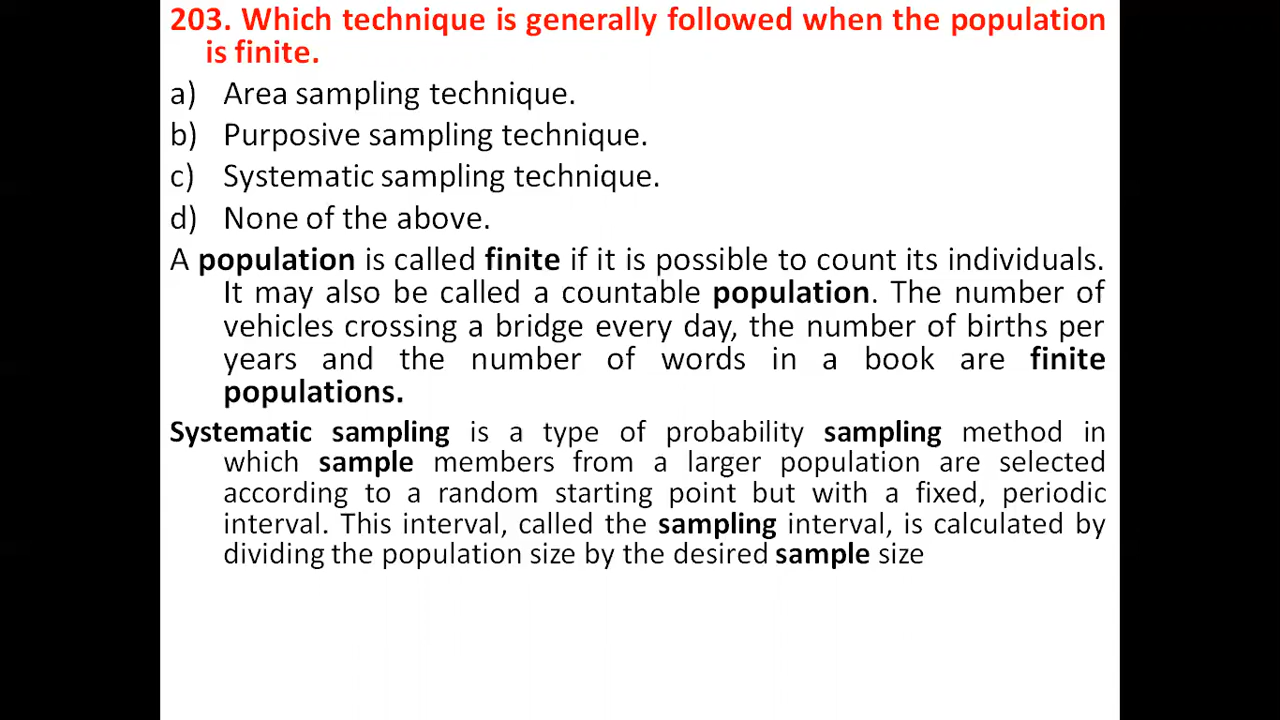 203. Which technique is generally followed when the population
is finite.
a) Area sampling technique.
b) Purposive sampling technique.
c) Systematic sampling technique.
d) None of the above.
A population is called finite if it is possible to count its individuals.
It may also be called a countable population. The number of
vehicles crossing a bridge every day, the number of births per
years and the number of words in a book are finite
populations.
Systematic sampling is a type of probability sampling method in
which sample members from a larger population are selected
according to a random starting point but with a fixed, periodic
interval. This interval, called the sampling interval, is calculated by
dividing the population size by the desired sample size